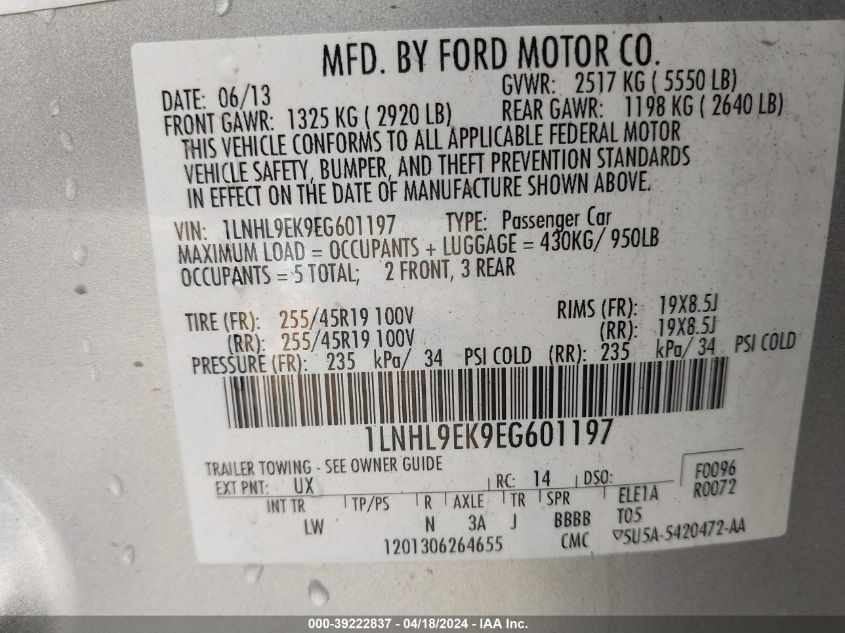 MFD. BY FORD MOTOR CO.
DATE: 06/13 GVWR: 2517 KG ( 5550 LB)
FRONT GAWR: 1325 KG ( 2920 LB) REAR GAWR: 1198 KG ( 2640 LB)
THIS VEHICLE CONFORMS TO ALL APPLICABLE FEDERAL MOTOR
VEHICLE SAFETY, BUMPER, AND THEFT PREVENTION STANDARDS
IN EFFECT ON THE DATE OF MANUFACTURE SHOWN ABOVE.
VIN: 1LNHL9EK9EG601197 TYPE: Passenger Car
MAXIMUM LOAD = OCCUPANTS + LUGGAGE = 430KG/ 950LB
OCCUPANTS = 5 TOTAL; 2 FRONT, 3 REAR
TIRE (FR): 255/45R19 100V RIMS (FR): 19X8.5J
(RR): 255/45R19 100V (RR): 19X8.5J
PRESSURE (FR): 235 kPa/ 34 PSI COLD (RR): 235 kPa/ 34 PSI COLD
1LNHL9EK9EG601197
TRAILER TOWING - SEE OWNER GUIDE
EXT PNT: UX RC: 14 DSO: F0096
R0072
INT TR TP/PS R AXLE TR SPR ELE1A
LW N 3A J BBBB T05
1201306264655 CMC ▽5U5A-5420472-AA
000-39222837 - 04/18/2024 - IAA Inc.